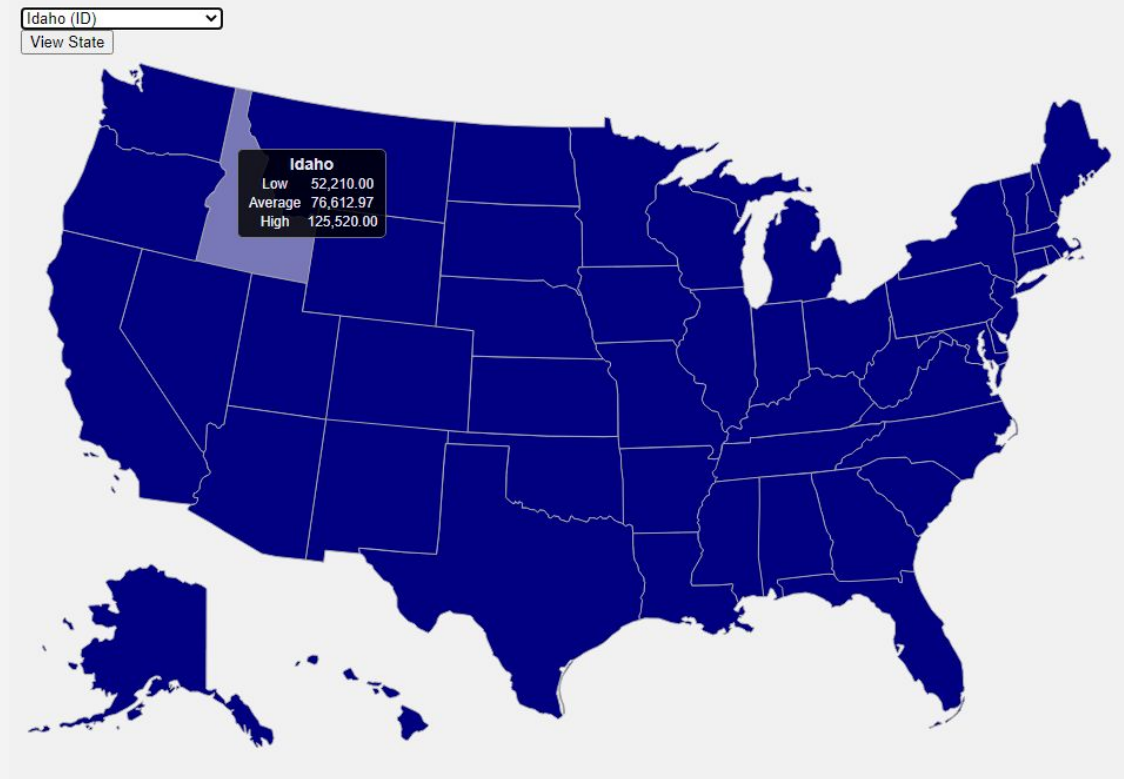 Idaho (ID)
View State
Idaho
Low 52,210.00
Average 76,612.97
High 125,520.00